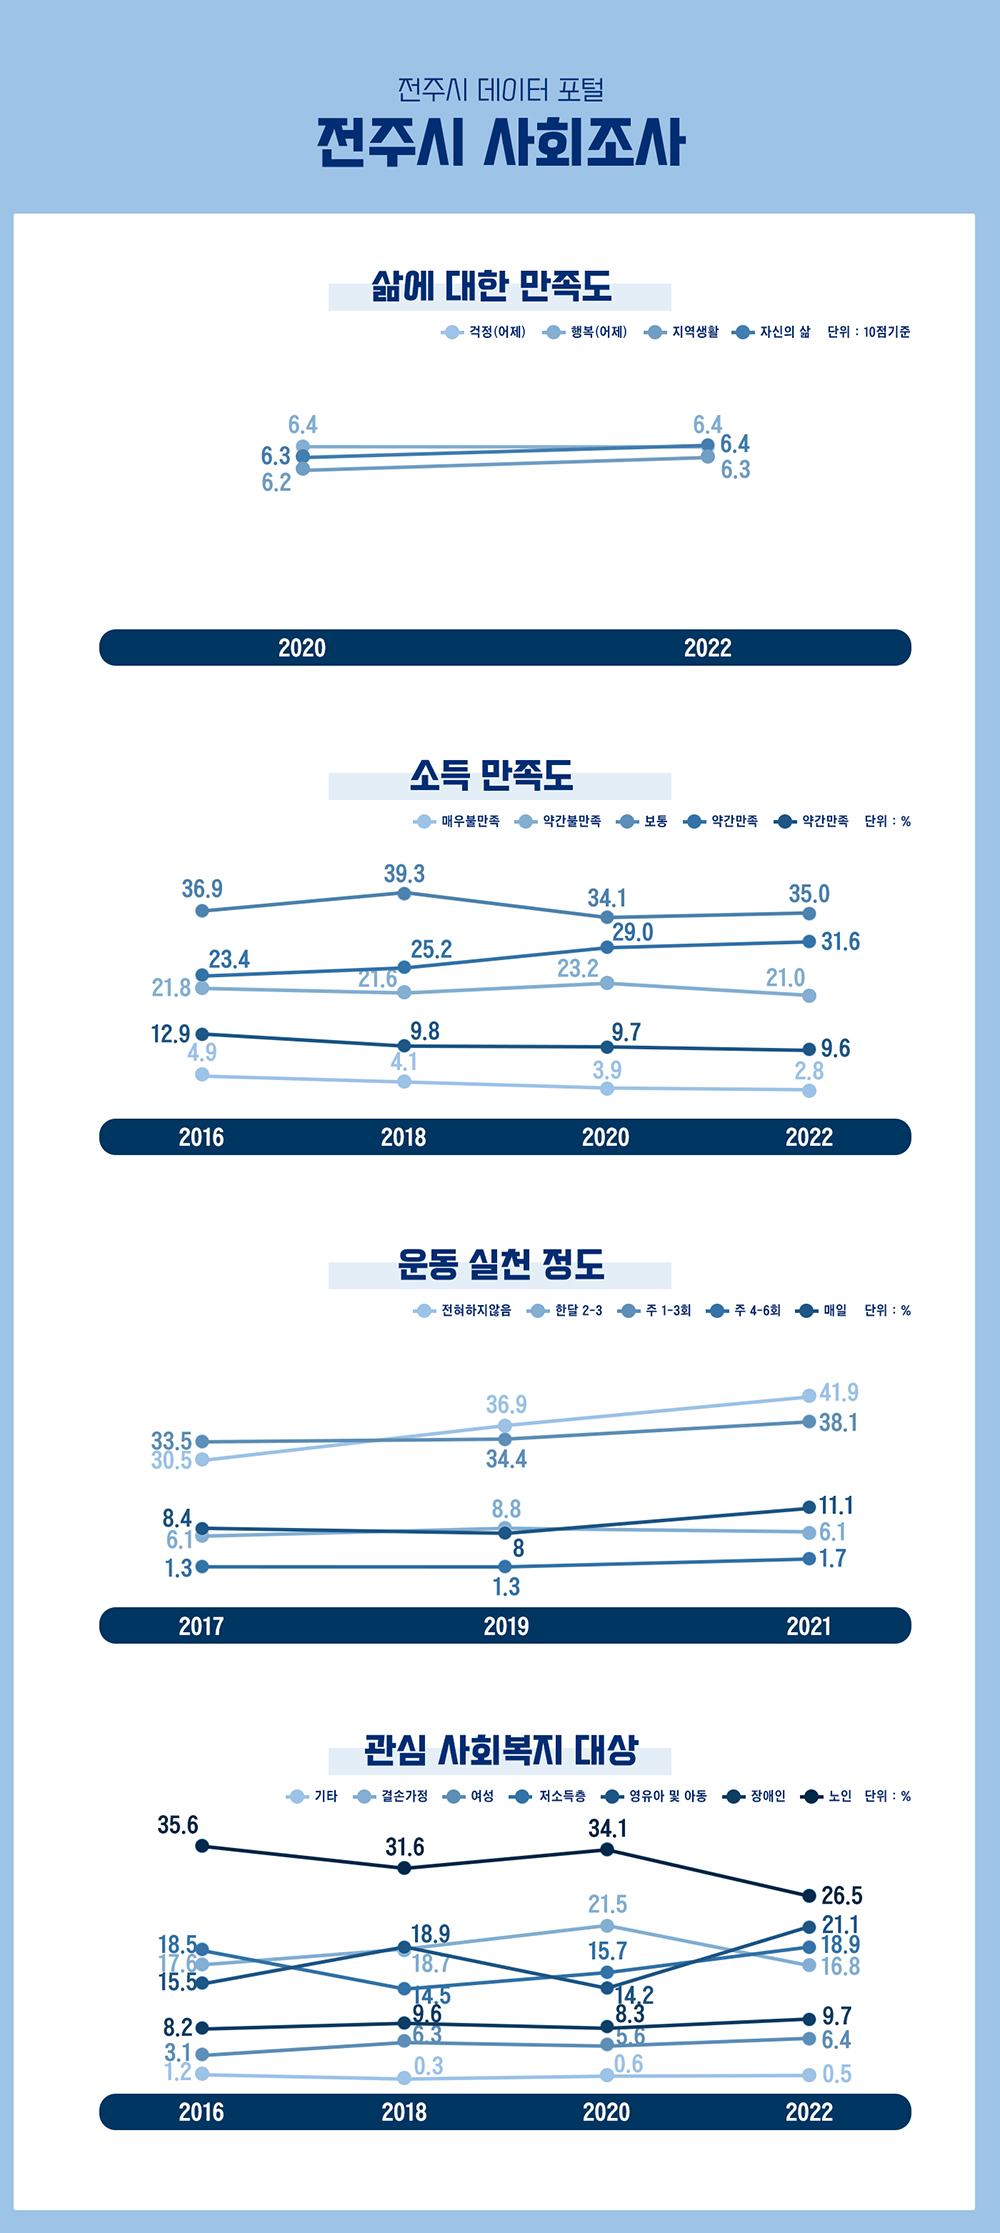 전주시 데이터 포털
전주시 사회조사
삶에 대한 만족도
걱정(어제) 행복(어제) 지역생활 자신의 삶 단위 : 10점기준
6.4 6.4
6.3 6.4
6.2 6.3
2020 2022
소득 만족도
매우불만족 약간불만족 보통 약간만족 약간만족 단위 : %
36.9 39.3 34.1 35.0
23.4 25.2 29.0 31.6
21.8 21.6 23.2 21.0
12.9 9.8 9.7 9.6
4.9 4.1 3.9 2.8
2016 2018 2020 2022
운동 실천 정도
전혀하지않음 한달 2-3 주 1-3회 주 4-6회 매일 단위 : %
36.9 41.9
33.5 34.4 38.1
30.5
8.4 8.8 11.1
6.1 8 6.1
1.3 1.3 1.7
2017 2019 2021
관심 사회복지 대상
기타 결손가정 여성 저소득층 영유아 및 아동 장애인 노인 단위 : %
35.6 31.6 34.1 26.5
18.5 18.9 21.5 21.1
17.6 18.7 15.7 18.9
15.5 14.5 14.2 16.8
8.2 9.6 8.3 9.7
3.1 6.3 5.6 6.4
1.2 0.3 0.6 0.5
2016 2018 2020 2022